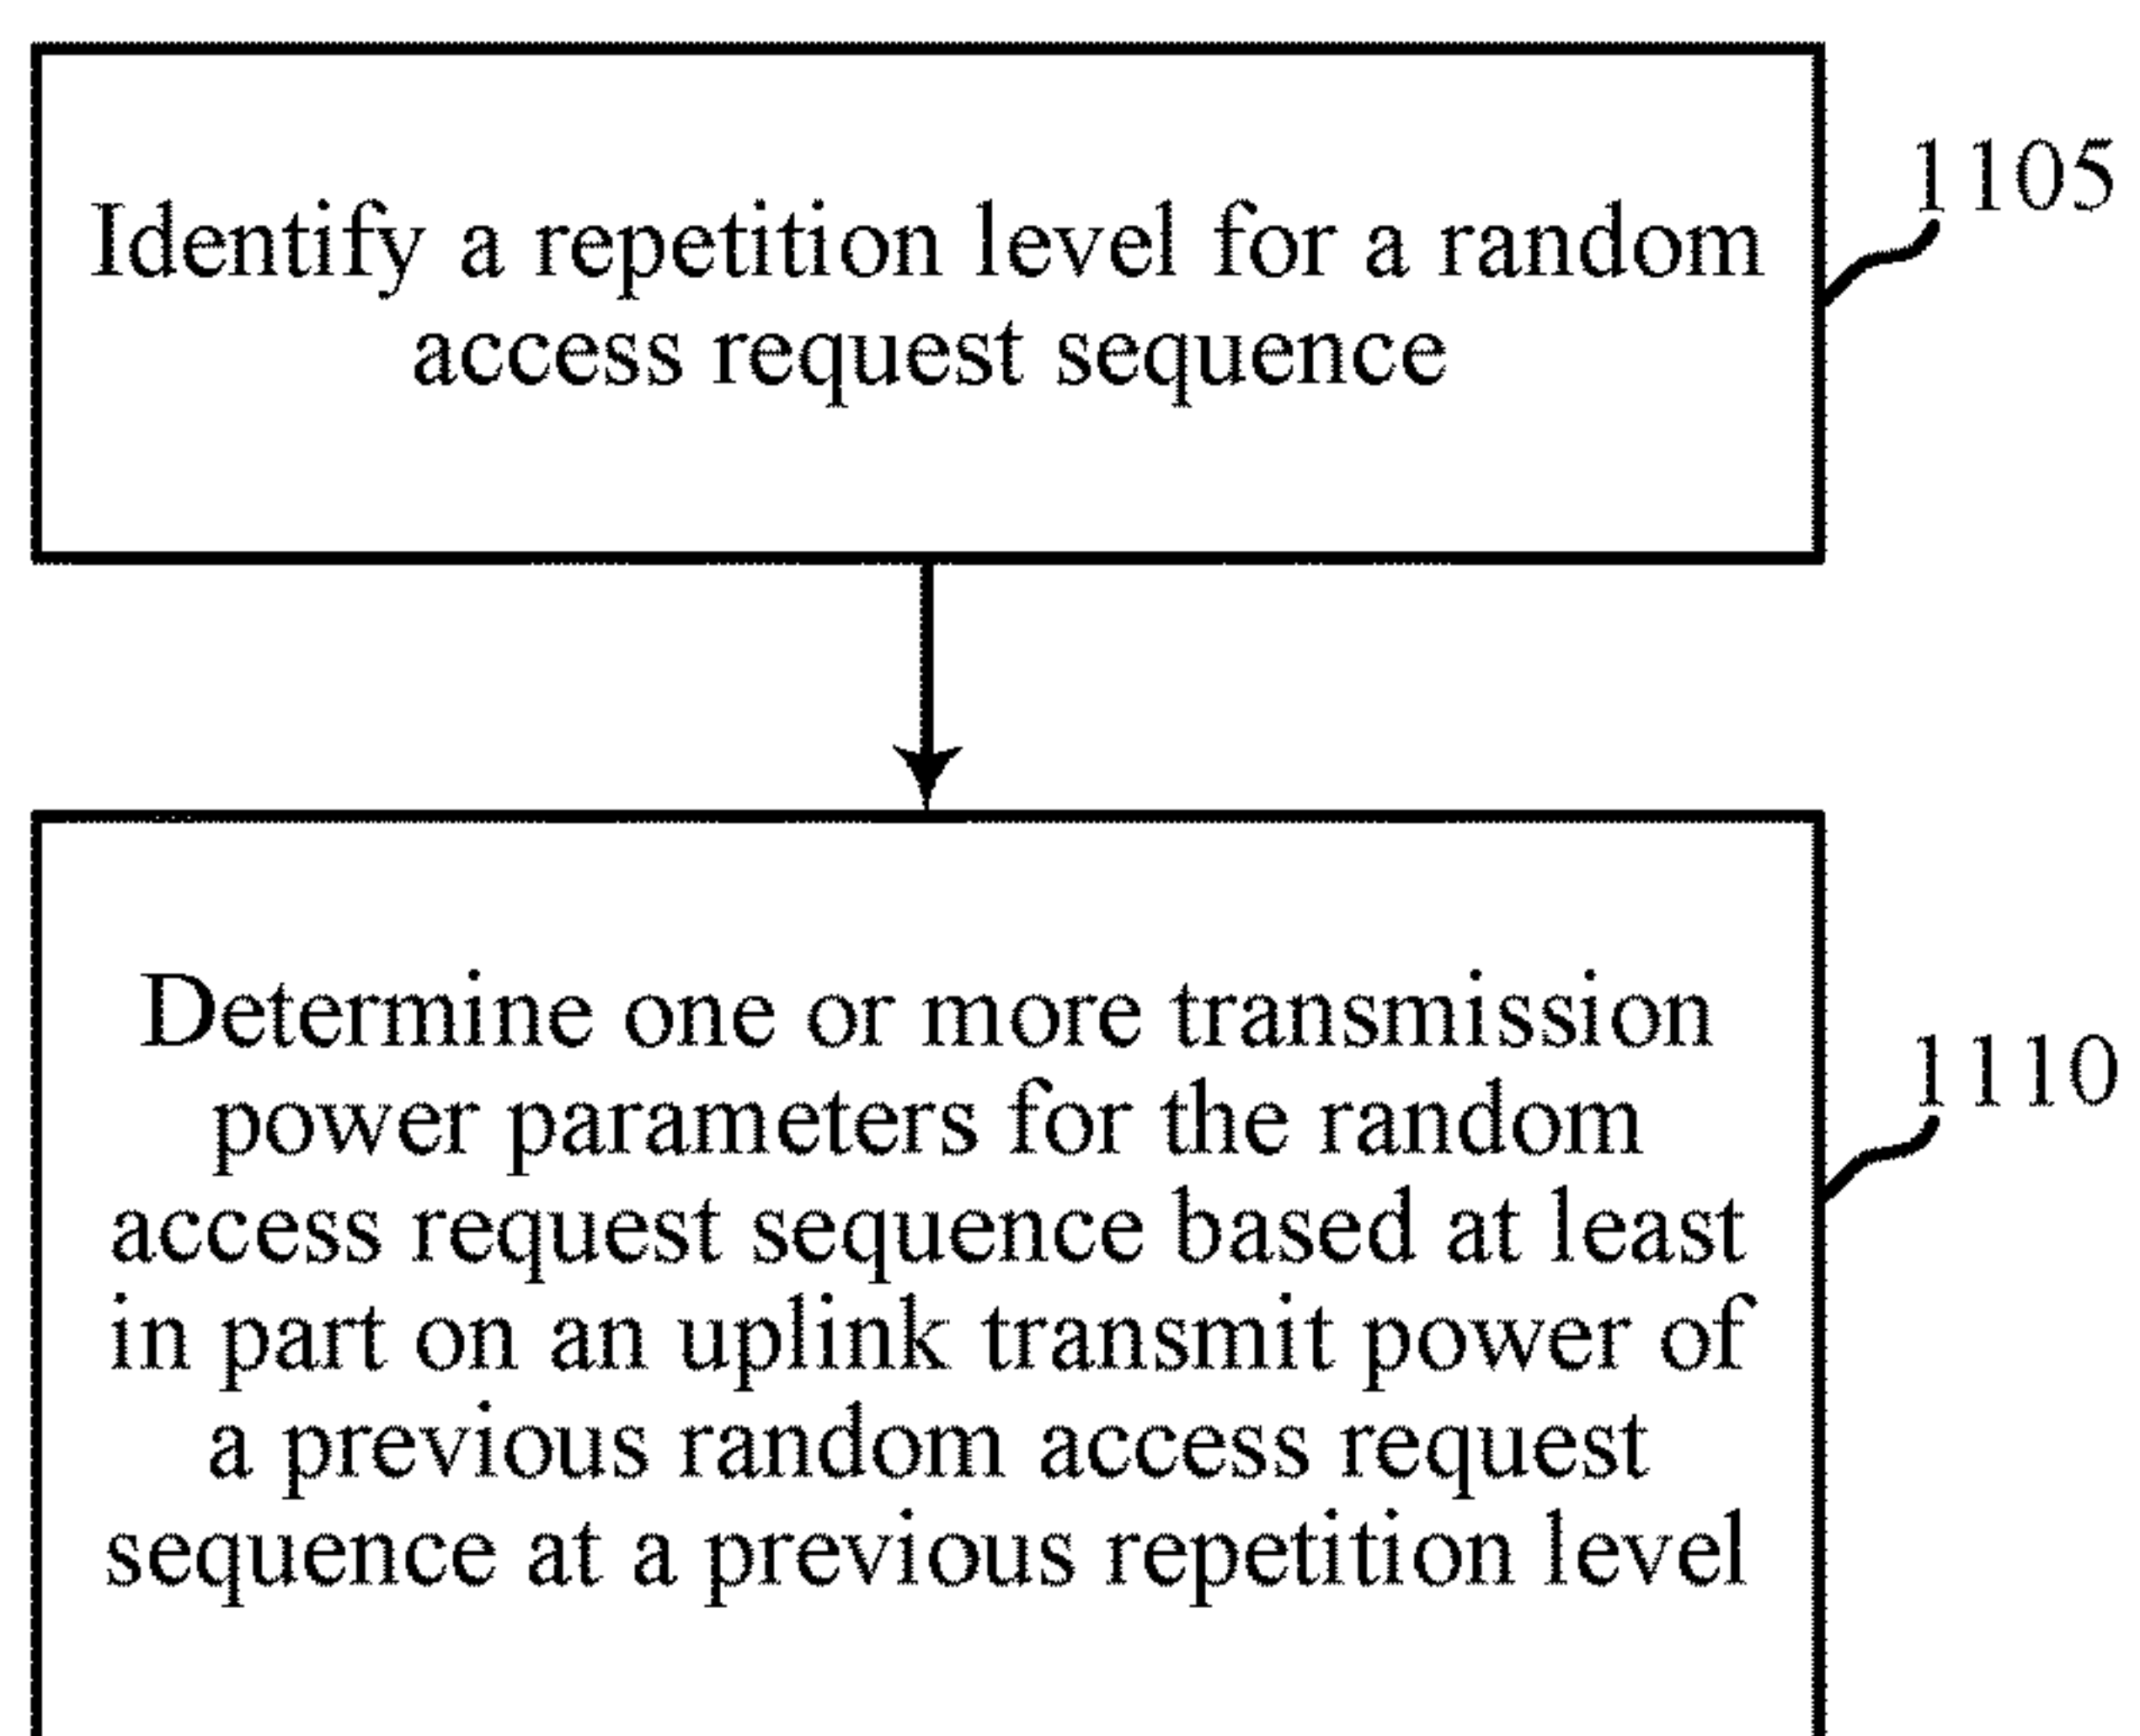 Identify a repetition level for a random
access request sequence
1105
Determine one or more transmission
power parameters for the random
access request sequence based at least
in part on an uplink transmit power of
a previous random access request
sequence at a previous repetition level
1110